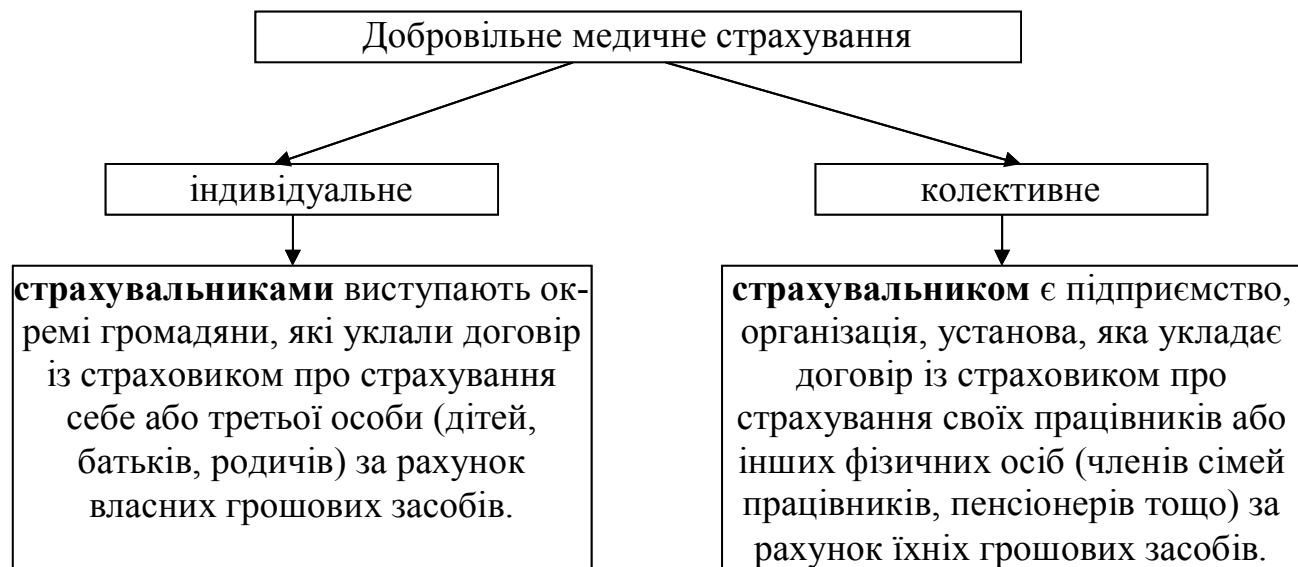 Добровільне медичне страхування
індивідуальне
колективне
страхувальниками виступають ок-
ремі громадяни, які уклали договір
із страховиком про страхування
себе або третьої особи (дітей,
батьків, родичів) за рахунок
власних грошових засобів.
страхувальником є підприємство,
організація, установа, яка укладає
договір із страховиком про
страхування своїх працівників або
інших фізичних осіб (членів сімей
працівників, пенсіонерів тощо) за
рахунок їхніх грошових засобів.